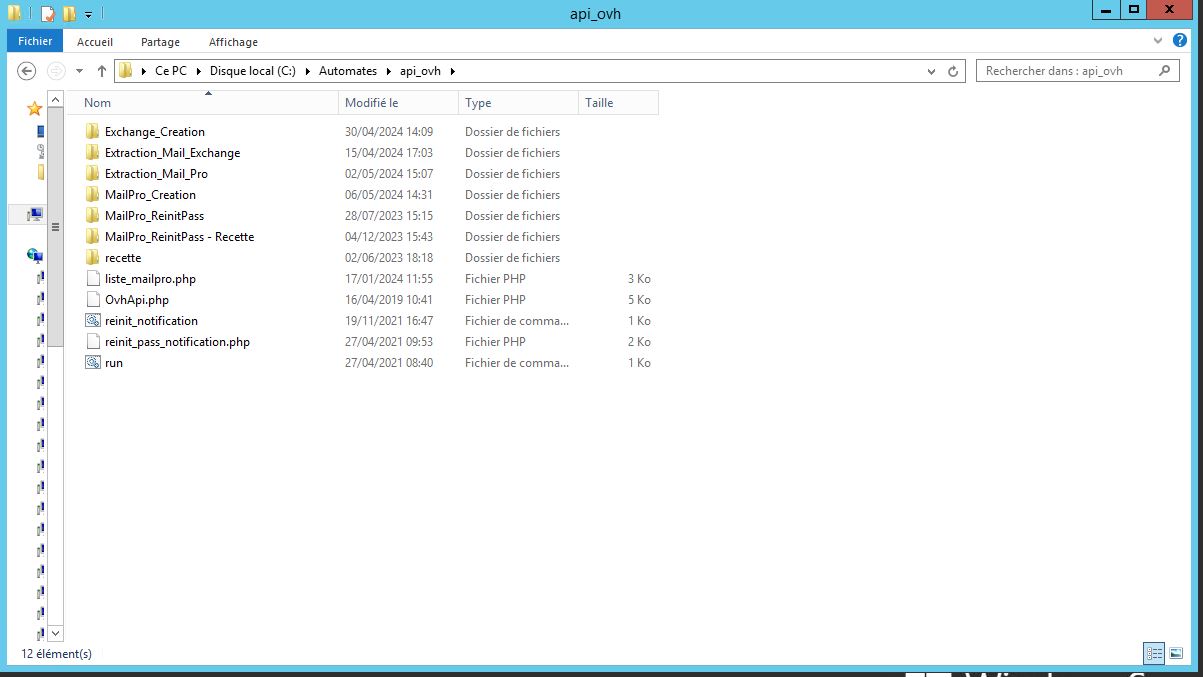 api_ovh
Fichier Accueil Partage Affichage
Ce PC Disque local (C:) Automates api_ovh Rechercher dans : api_ovh
Nom Modifié le Type Taille
Exchange_Creation 30/04/2024 14:09 Dossier de fichiers
Extraction_Mail_Exchange 15/04/2024 17:03 Dossier de fichiers
Extraction_Mail_Pro 02/05/2024 15:07 Dossier de fichiers
MailPro_Creation 06/05/2024 14:31 Dossier de fichiers
MailPro_ReinitPass 28/07/2023 15:15 Dossier de fichiers
MailPro_ReinitPass - Recette 04/12/2023 15:43 Dossier de fichiers
recette 02/06/2023 18:18 Dossier de fichiers
liste_mailpro.php 17/01/2024 11:55 Fichier PHP 3 Ko
OvhApi.php 16/04/2019 10:41 Fichier PHP 5 Ko
reinit_notification 19/11/2021 16:47 Fichier de comma... 1 Ko
reinit_pass_notification.php 27/04/2021 09:53 Fichier PHP 2 Ko
run 27/04/2021 08:40 Fichier de comma... 1 Ko
12 élément(s)